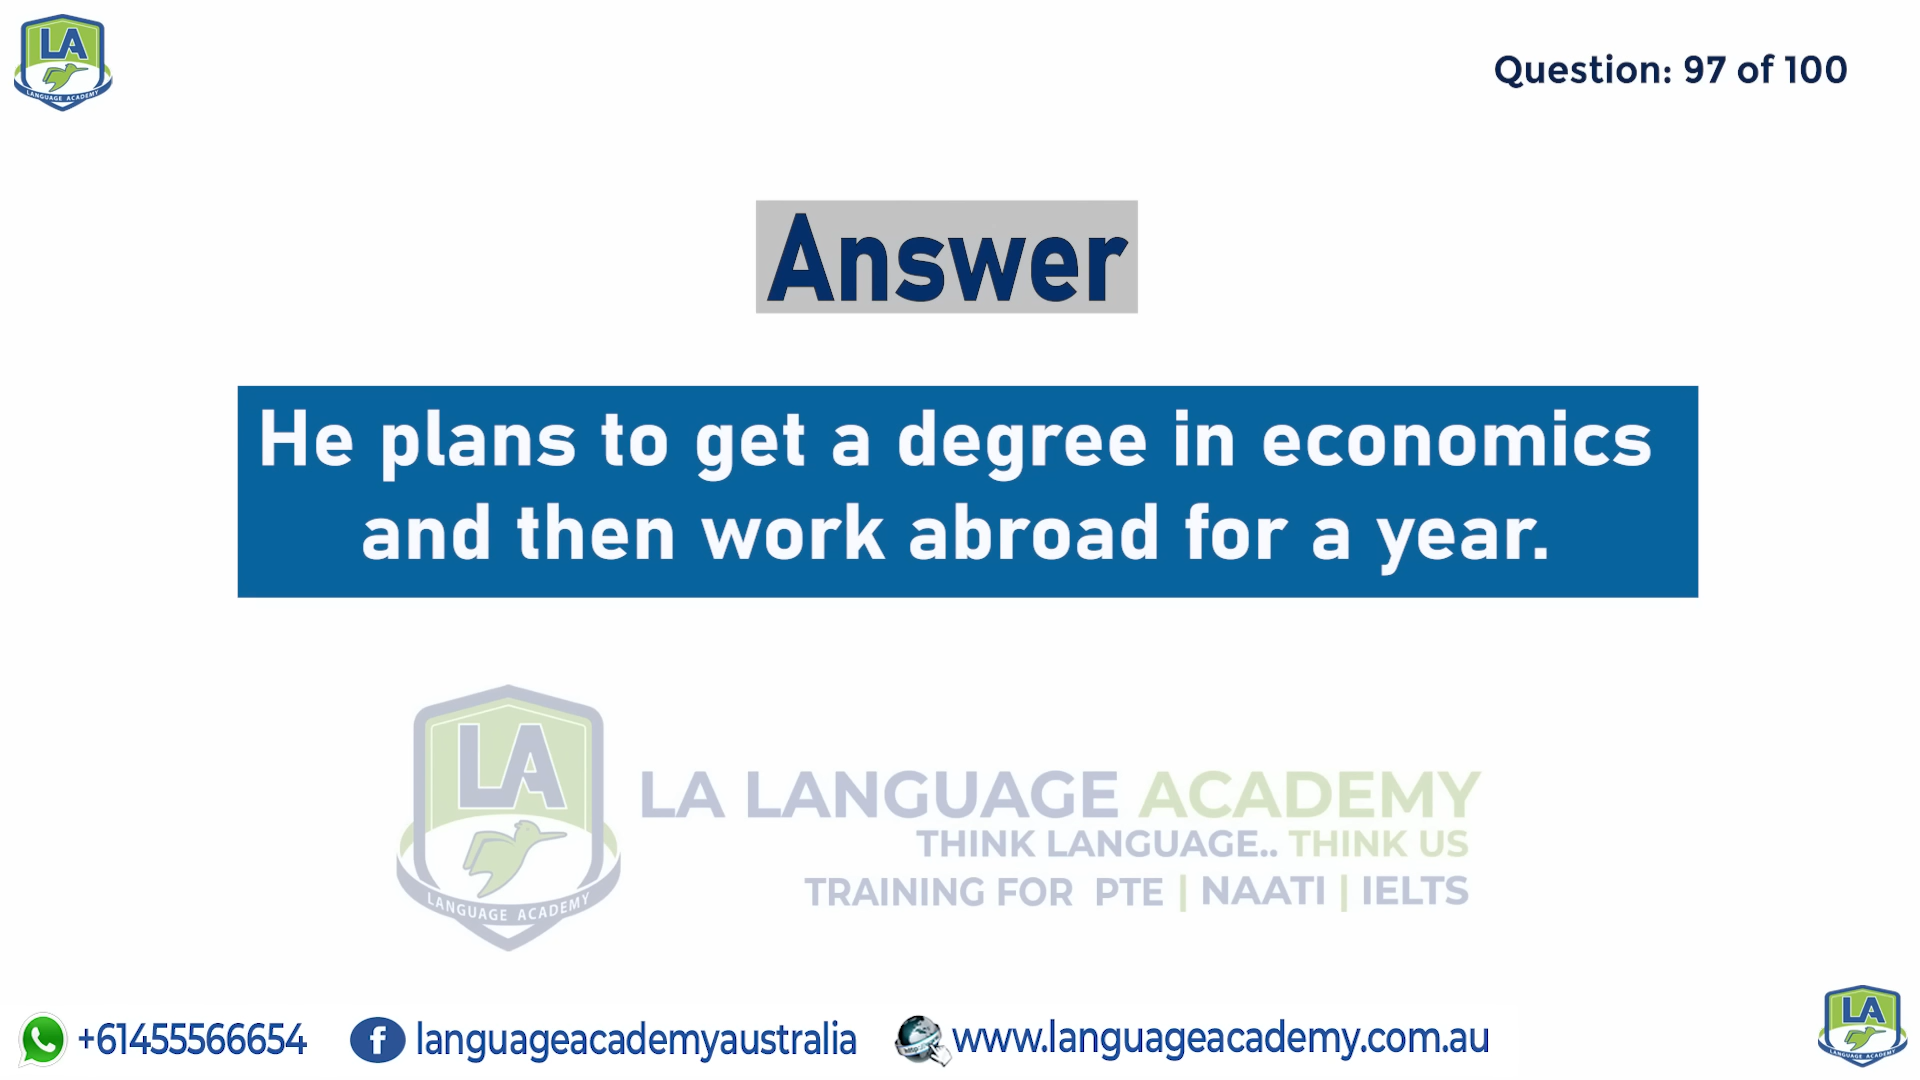 LA
LANGUAGE ACADEMY
Question: 97 of 100
Answer
He plans to get a degree in economics
and then work abroad for a year.
LA
LANGUAGE ACADEMY
LA LANGUAGE ACADEMY
THINK LANGUAGE.. THINK US
TRAINING FOR PTE | NAATI | IELTS
+61455566654
f languageacademyaustralia
http www.languageacademy.com.au
LA
LANGUAGE ACADEMY